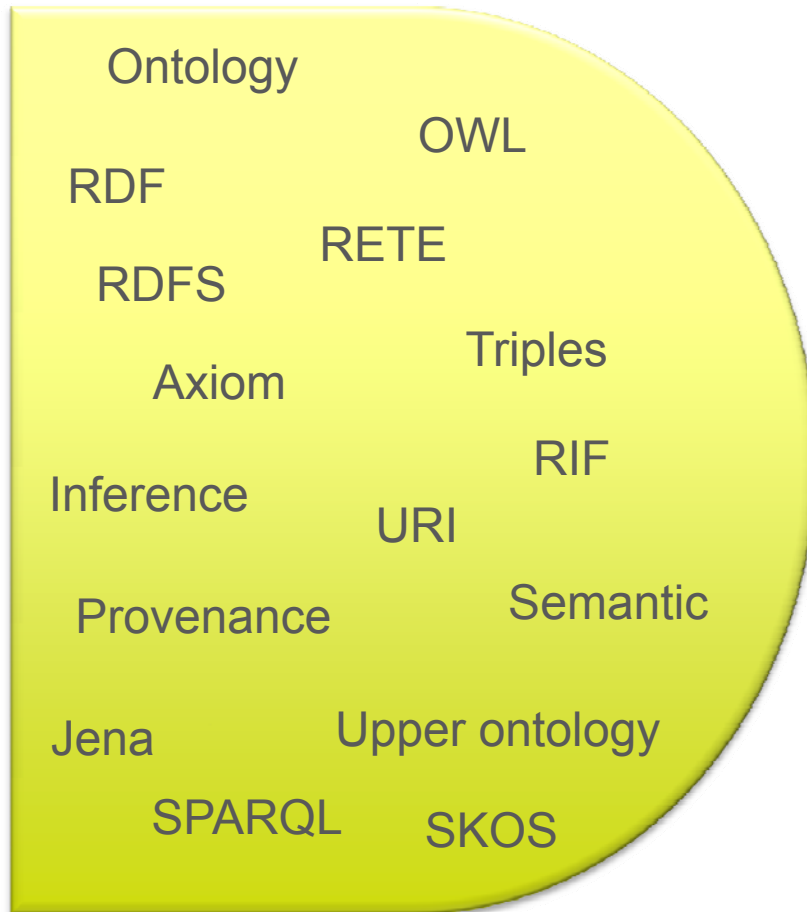 Ontology
OWL
RDF
RETE
RDFS
Triples
Axiom
RIF
Inference
URI
Semantic
Provenance
Upper ontology
Jena
SPARQL
SKOS